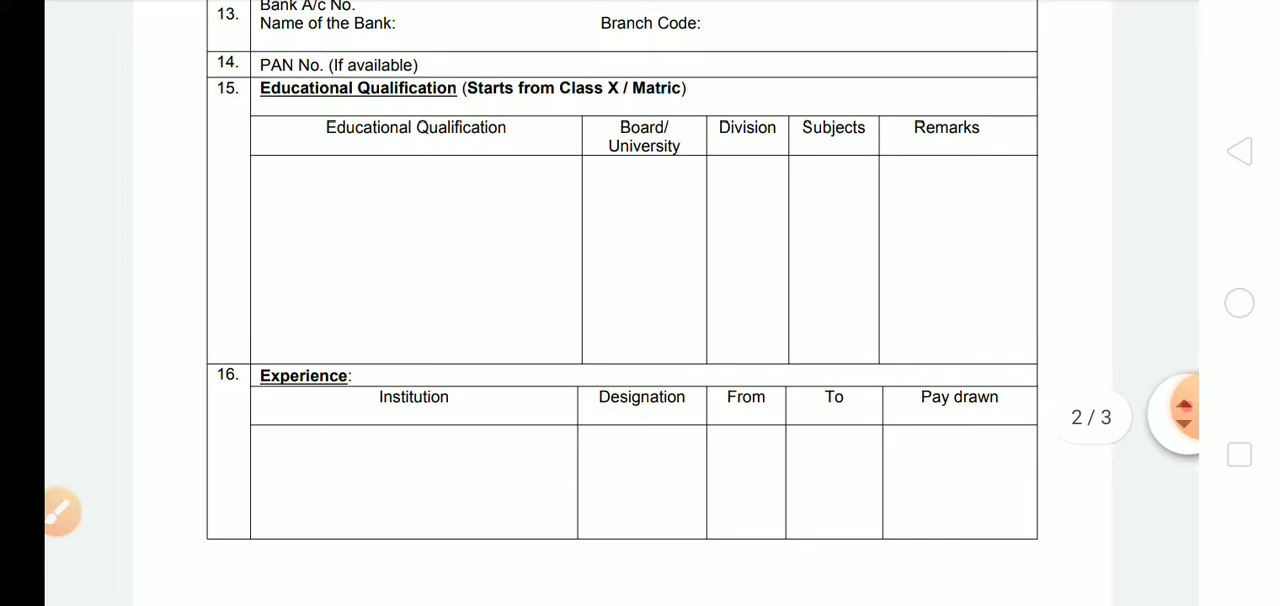 13.
Bank A/c No.
Name of the Bank: Branch Code:
14. PAN No. (If available)
15. Educational Qualification (Starts from Class X / Matric)
Educational Qualification Board/ University Division Subjects Remarks
16. Experience:
Institution Designation From To Pay drawn
2 / 3